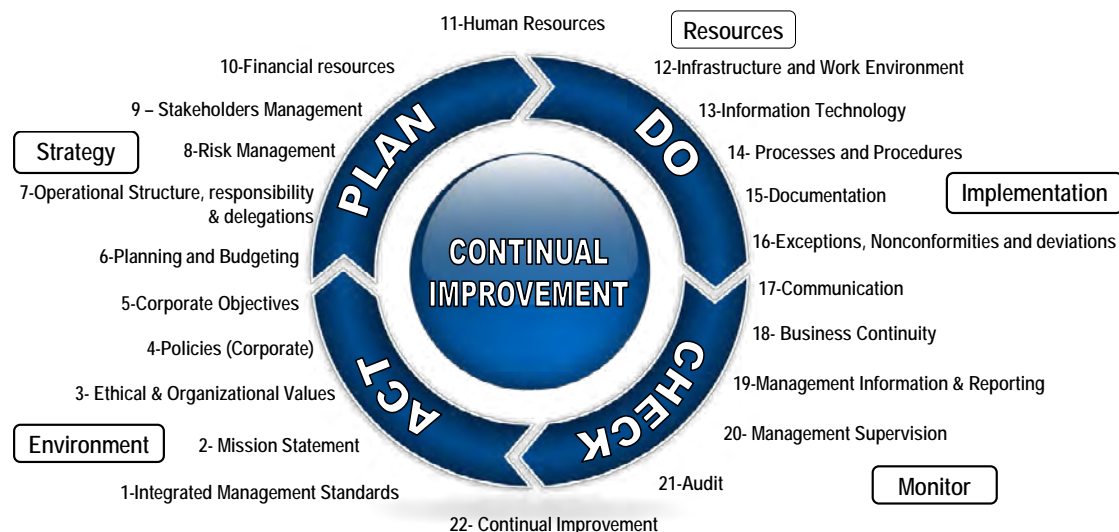 11-Human Resources
Resources
10-Financial resources
12-Infrastructure and Work Environment
9 – Stakeholders Management
13-Information Technology
PLAN
DO
Strategy
8-Risk Management
14- Processes and Procedures
7-Operational Structure, responsibility
& delegations
15-Documentation
Implementation
6-Planning and Budgeting
CONTINUAL
IMPROVEMENT
16-Exceptions, Nonconformities and deviations
5-Corporate Objectives
17-Communication
4-Policies (Corporate)
18- Business Continuity
ACT
CHECK
3- Ethical & Organizational Values
19-Management Information & Reporting
Environment
2- Mission Statement
20- Management Supervision
1-Integrated Management Standards
21-Audit
Monitor
22- Continual Improvement